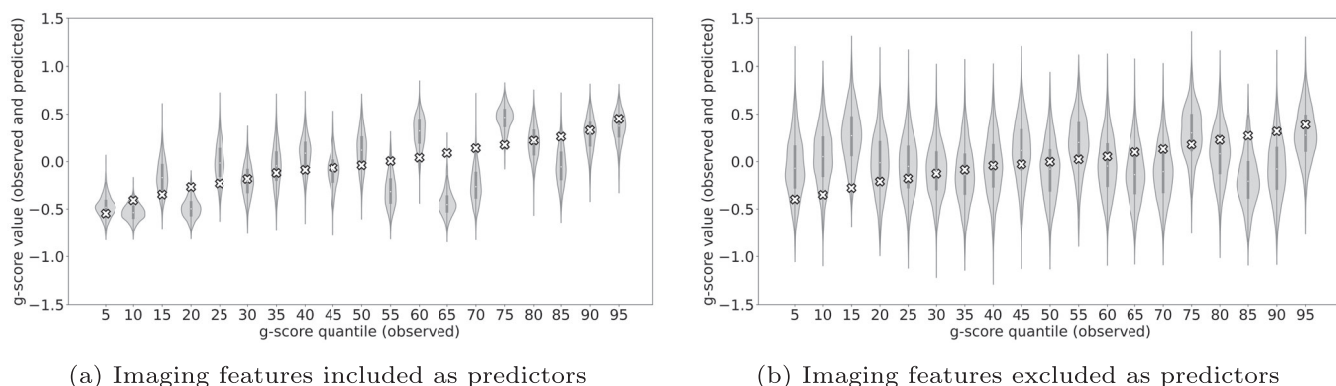 1.5
1.0
0.5
0.0
−0.5
−1.0
−1.5
g-score value (observed and predicted)
5 10 15 20 25 30 35 40 45 50 55 60 65 70 75 80 85 90 95
g-score quantile (observed)
(a) Imaging features included as predictors
1.5
1.0
0.5
0.0
−0.5
−1.0
−1.5
g-score value (observed and predicted)
5 10 15 20 25 30 35 40 45 50 55 60 65 70 75 80 85 90 95
g-score quantile (observed)
(b) Imaging features excluded as predictors